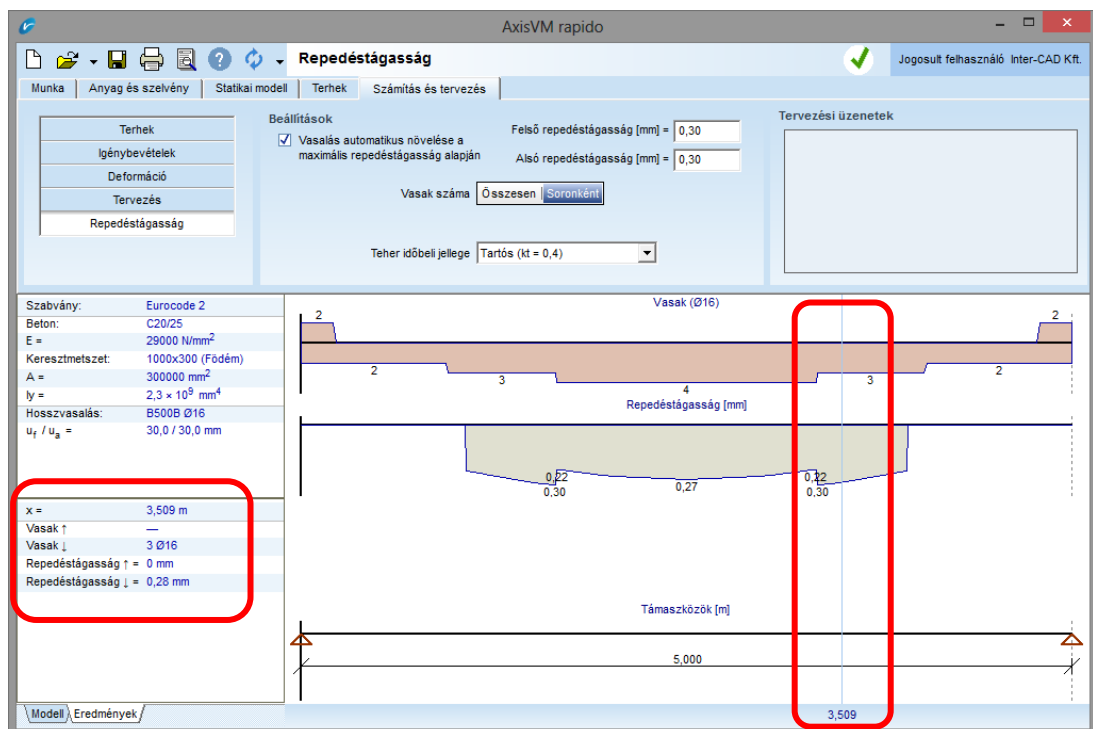 AxisVM rapido
Repedéstágasság
Jogosult felhasználó Inter-CAD Kft.
Munka Anyag és szelvény Statikai modell Terhek Számítás és tervezés
Terhek
Igénybevételek
Deformáció
Tervezés
Repedéstágasság
Beállítások
Vasalás automatikus növelése a
maximális repedéstágasság alapján
Felső repedéstágasság [mm] = 0,30
Alsó repedéstágasság [mm] = 0,30
Vasak száma Összesen Soronként
Teher időbeli jellege Tartós (kt = 0,4)
Tervezési üzenetek
Szabvány: Eurocode 2
Beton: C20/25
E = 29000 N/mm²
Keresztmetszet: 1000x300 (Födém)
A = 300000 mm²
Iy = 2,3 × 10⁹ mm⁴
Hosszvasalás: B500B Ø16
u_f / u_a = 30,0 / 30,0 mm
x = 3,509 m
Vasak ↑ —
Vasak ↓ 3 Ø16
Repedéstágasság ↑ = 0 mm
Repedéstágasság ↓ = 0,28 mm
Modell Eredmények
Vasak (Ø16)
2 2
2 3 4 3 2
Repedéstágasság [mm]
0,22 0,22
0,30 0,27 0,30
Támaszközök [m]
5,000
3,509